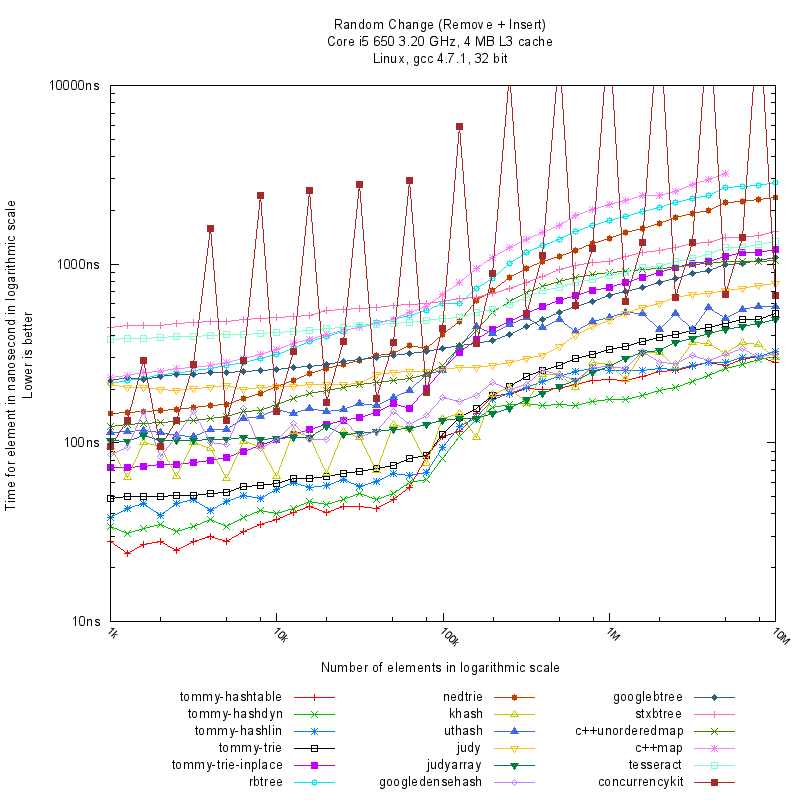 Random Change (Remove + Insert)
Core i5 650 3.20 GHz, 4 MB L3 cache
Linux, gcc 4.7.1, 32 bit
10000ns
1000ns
100ns
10ns
Time for element in nanosecond in logarithmic scale
Lower is better
1k
10k
100k
1M
10M
Number of elements in logarithmic scale
tommy-hashtable
tommy-hashdyn
tommy-hashlin
tommy-trie
tommy-trie-inplace
rbtree
nedtrie
khash
uthash
judy
judyarray
googledensehash
googlebtree
stxbtree
c++unorderedmap
c++map
tesseract
concurrencykit